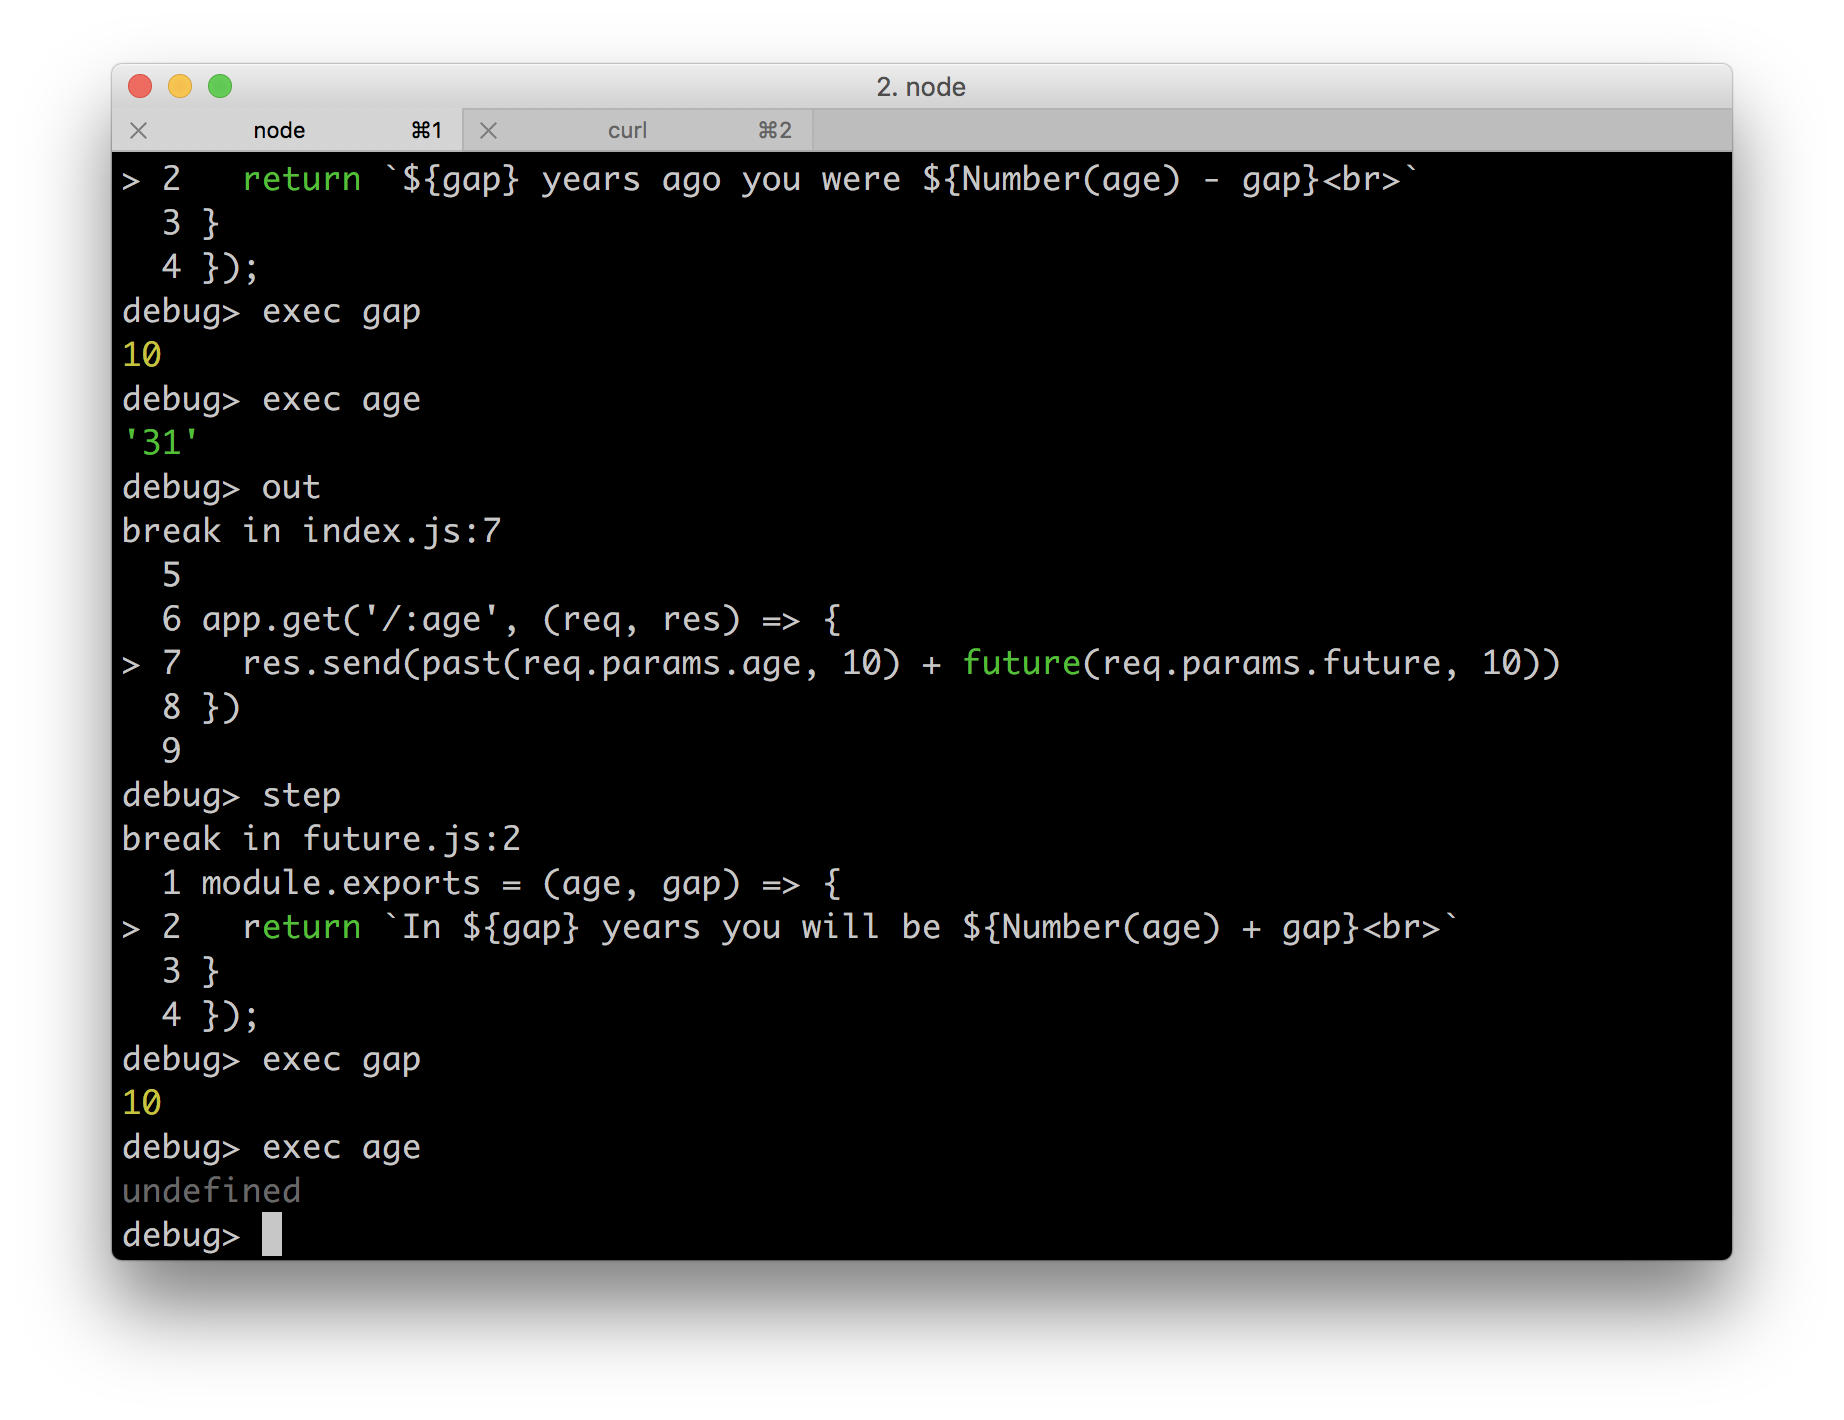 2. node
node ⌘1 curl ⌘2
> 2   return `${gap} years ago you were ${Number(age) - gap}<br>`
  3 }
  4 });
debug> exec gap
10
debug> exec age
'31'
debug> out
break in index.js:7
  5
  6 app.get('/:age', (req, res) => {
> 7   res.send(past(req.params.age, 10) + future(req.params.future, 10))
  8 })
  9
debug> step
break in future.js:2
  1 module.exports = (age, gap) => {
> 2   return `In ${gap} years you will be ${Number(age) + gap}<br>`
  3 }
  4 });
debug> exec gap
10
debug> exec age
undefined
debug>